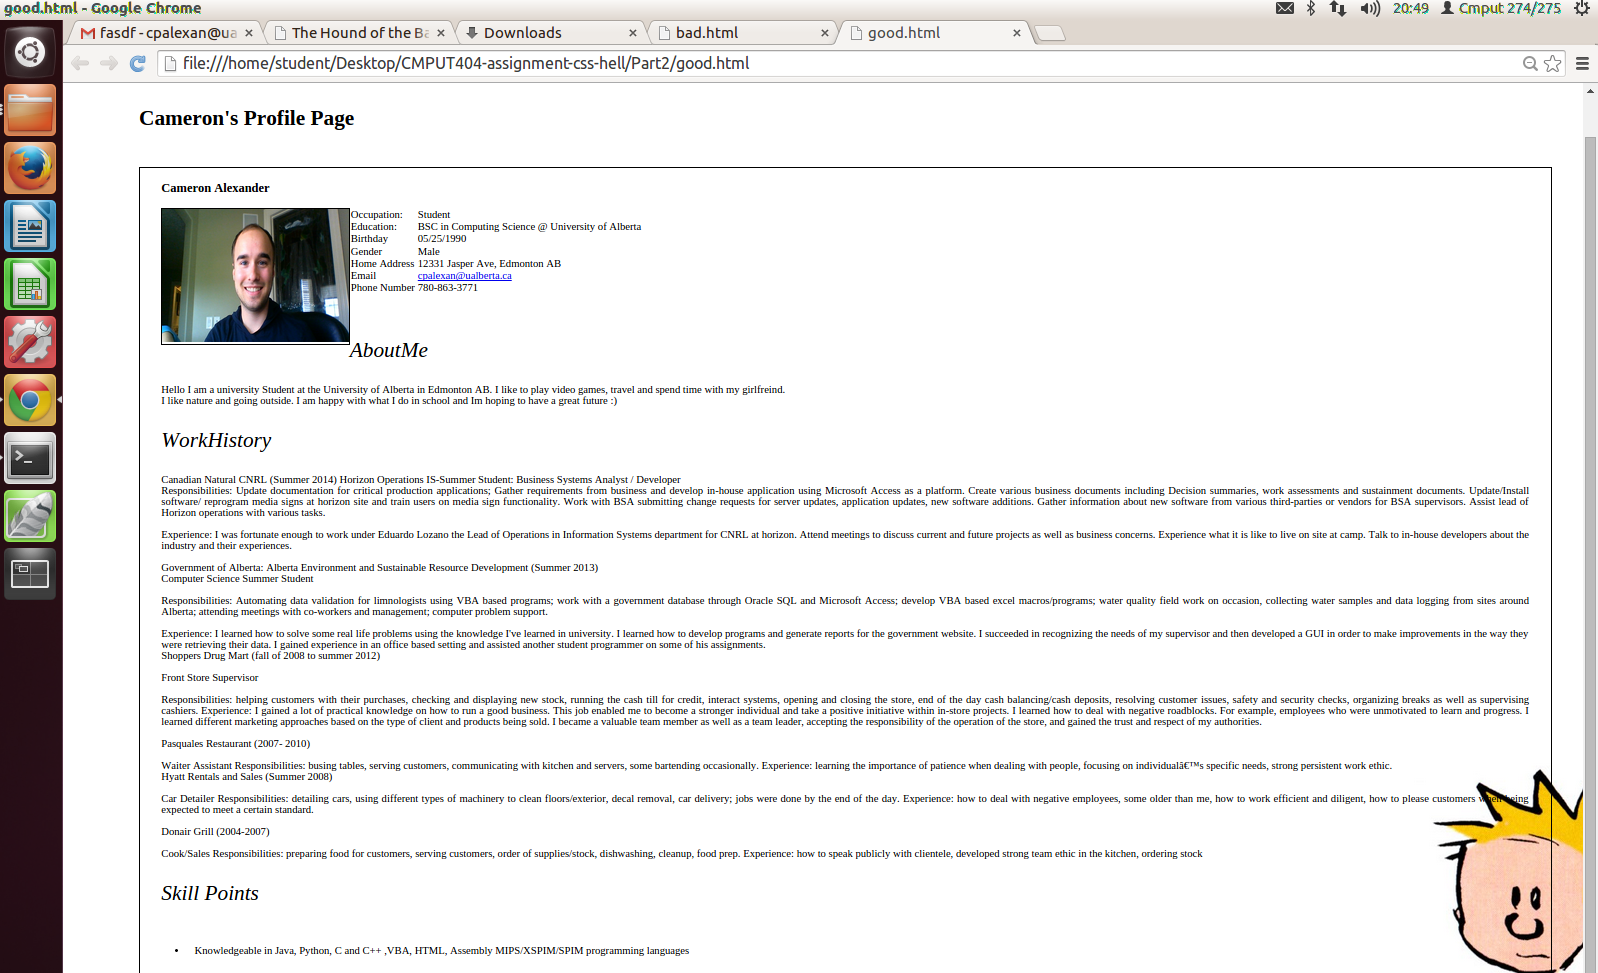 good.html - Google Chrome
20:49
Cmput 274/275
fasdf - cpalexan@ua
The Hound of the Ba
Downloads
bad.html
good.html
file:///home/student/Desktop/CMPUT404-assignment-css-hell/Part2/good.html
Cameron's Profile Page
Cameron Alexander
Occupation: Student
Education: BSC in Computing Science @ University of Alberta
Birthday 05/25/1990
Gender Male
Home Address 12331 Jasper Ave, Edmonton AB
Email cpalexan@ualberta.ca
Phone Number 780-863-3771
AboutMe
Hello I am a university Student at the University of Alberta in Edmonton AB. I like to play video games, travel and spend time with my girlfreind.
I like nature and going outside. I am happy with what I do in school and Im hoping to have a great future :)
WorkHistory
Canadian Natural CNRL (Summer 2014) Horizon Operations IS-Summer Student: Business Systems Analyst / Developer
Responsibilities: Update documentation for critical production applications; Gather requirements from business and develop in-house application using Microsoft Access as a platform. Create various business documents including Decision summaries, work assessments and sustainment documents. Update/Install
software/ reprogram media signs at horizon site and train users on media sign functionality. Work with BSA submitting change requests for server updates, application updates, new software additions. Gather information about new software from various third-parties or vendors for BSA supervisors. Assist lead of
Horizon operations with various tasks.
Experience: I was fortunate enough to work under Eduardo Lozano the Lead of Operations in Information Systems department for CNRL at horizon. Attend meetings to discuss current and future projects as well as business concerns. Experience what it is like to live on site at camp. Talk to in-house developers about the
industry and their experiences.
Government of Alberta: Alberta Environment and Sustainable Resource Development (Summer 2013)
Computer Science Summer Student
Responsibilities: Automating data validation for limnologists using VBA based programs; work with a government database through Oracle SQL and Microsoft Access; develop VBA based excel macros/programs; water quality field work on occasion, collecting water samples and data logging from sites around
Alberta; attending meetings with co-workers and management; computer problem support.
Experience: I learned how to solve some real life problems using the knowledge I've learned in university. I learned how to develop programs and generate reports for the government website. I succeeded in recognizing the needs of my supervisor and then developed a GUI in order to make improvements in the way they
were retrieving their data. I gained experience in an office based setting and assisted another student programmer on some of his assignments.
Shoppers Drug Mart (fall of 2008 to summer 2012)
Front Store Supervisor
Responsibilities: helping customers with their purchases, checking and displaying new stock, running the cash till for credit, interact systems, opening and closing the store, end of the day cash balancing/cash deposits, resolving customer issues, safety and security checks, organizing breaks as well as supervising
cashiers. Experience: I gained a lot of practical knowledge on how to run a good business. This job enabled me to become a stronger individual and take a positive initiative within in-store projects. I learned how to deal with negative roadblocks. For example, employees who were unmotivated to learn and progress. I
learned different marketing approaches based on the type of client and products being sold. I became a valuable team member as well as a team leader, accepting the responsibility of the operation of the store, and gained the trust and respect of my authorities.
Pasquales Restaurant (2007- 2010)
Waiter Assistant Responsibilities: busing tables, serving customers, communicating with kitchen and servers, some bartending occasionally. Experience: learning the importance of patience when dealing with people, focusing on individualâ€™s specific needs, strong persistent work ethic.
Hyatt Rentals and Sales (Summer 2008)
Car Detailer Responsibilities: detailing cars, using different types of machinery to clean floors/exterior, decal removal, car delivery; jobs were done by the end of the day. Experience: how to deal with negative employees, some older than me, how to work efficient and diligent, how to please customers when being
expected to meet a certain standard.
Donair Grill (2004-2007)
Cook/Sales Responsibilities: preparing food for customers, serving customers, order of supplies/stock, dishwashing, cleanup, food prep. Experience: how to speak publicly with clientele, developed strong team ethic in the kitchen, ordering stock
Skill Points
• Knowledgeable in Java, Python, C and C++ ,VBA, HTML, Assembly MIPS/XSPIM/SPIM programming languages